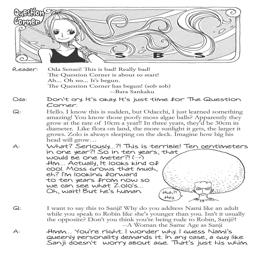 Question
Corner
Reader: Oda Sensei! This is bad! Really bad!
The Question Corner is about to start!
Ah... Oh no... It's begun.
The Question Corner has begun! (sob sob)
--Bara Sankaku
Oda: Don't cry. It's okay. It's just time for The Question
Corner.
Q: Hello. I know this is sudden, but Odacchi, I just learned something
amazing! You know those poofy moss algae balls? Apparently they
grow at the rate of 10cm a year!! In three years, they'd be 30cm in
diameter. Like flora on land, the more sunlight it gets, the larger it
grows. Zolo is always sleeping on the deck. Imagine how big his
head will grow...
A: What? Seriously...?! This is terrible! Ten centimeters
in one year?! So in ten years, that
would be one meter?!
Hm... Actually, it looks kind of
cool. Moss grows that much,
eh? I'm looking forward
to ten years from now so
we can see what Zolo's...
Oh, wait! But he's human.
Q: I want to say this to Sanji! Why do you address Nami like an adult
while you speak to Robin like she's younger than you. Isn't it usually
the opposite? Don't you think you're being rude to Robin, Sanji?!
-A Woman the Same Age as Sanji
A: Hmm... You're right. I wonder why. I guess Nami's
queenly personality demands it. In any case, a guy like
Sanji doesn't worry about age. That's just his whim.